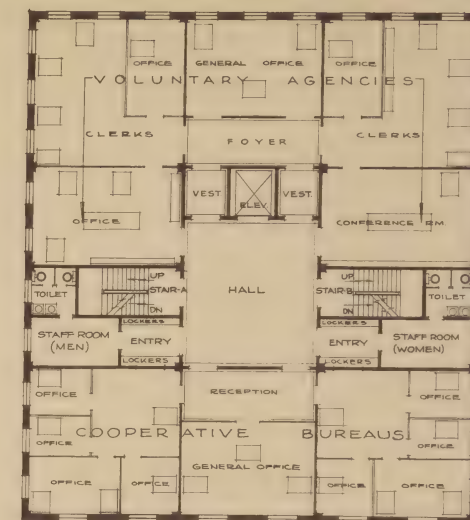 OFFICE GENERAL OFFICE OFFICE
VOLUNTARY AGENCIES
CLERKS CLERKS
FOYER
VEST. ELEV. VEST.
OFFICE CONFERENCE RM.
UP UP
TOILET STAIR-A HALL STAIR-B TOILET
DN DN
STAFF ROOM
(MEN)
LOCKERS
ENTRY
LOCKERS
LOCKERS
ENTRY
LOCKERS
STAFF ROOM
(WOMEN)
RECEPTION
OFFICE OFFICE
COOPERATIVE BUREAUS
OFFICE OFFICE
GENERAL OFFICE
OFFICE OFFICE OFFICE OFFICE